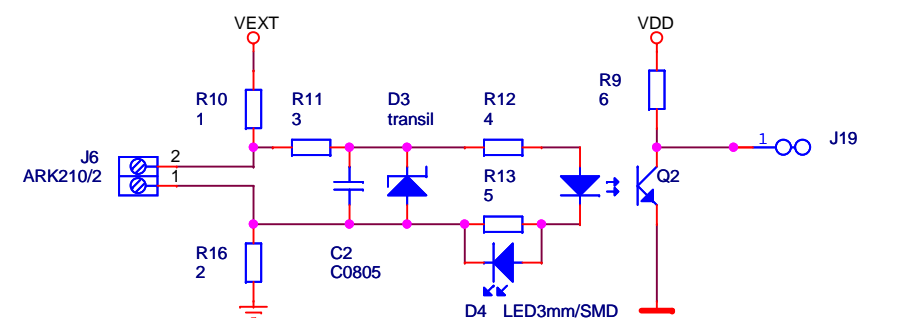 VEXT
VDD
R10
1
R11
3
D3
transil
R12
4
R9
6
J6
ARK210/2
2
1
R13
5
Q2
1
J19
R16
2
C2
C0805
D4 LED3mm/SMD